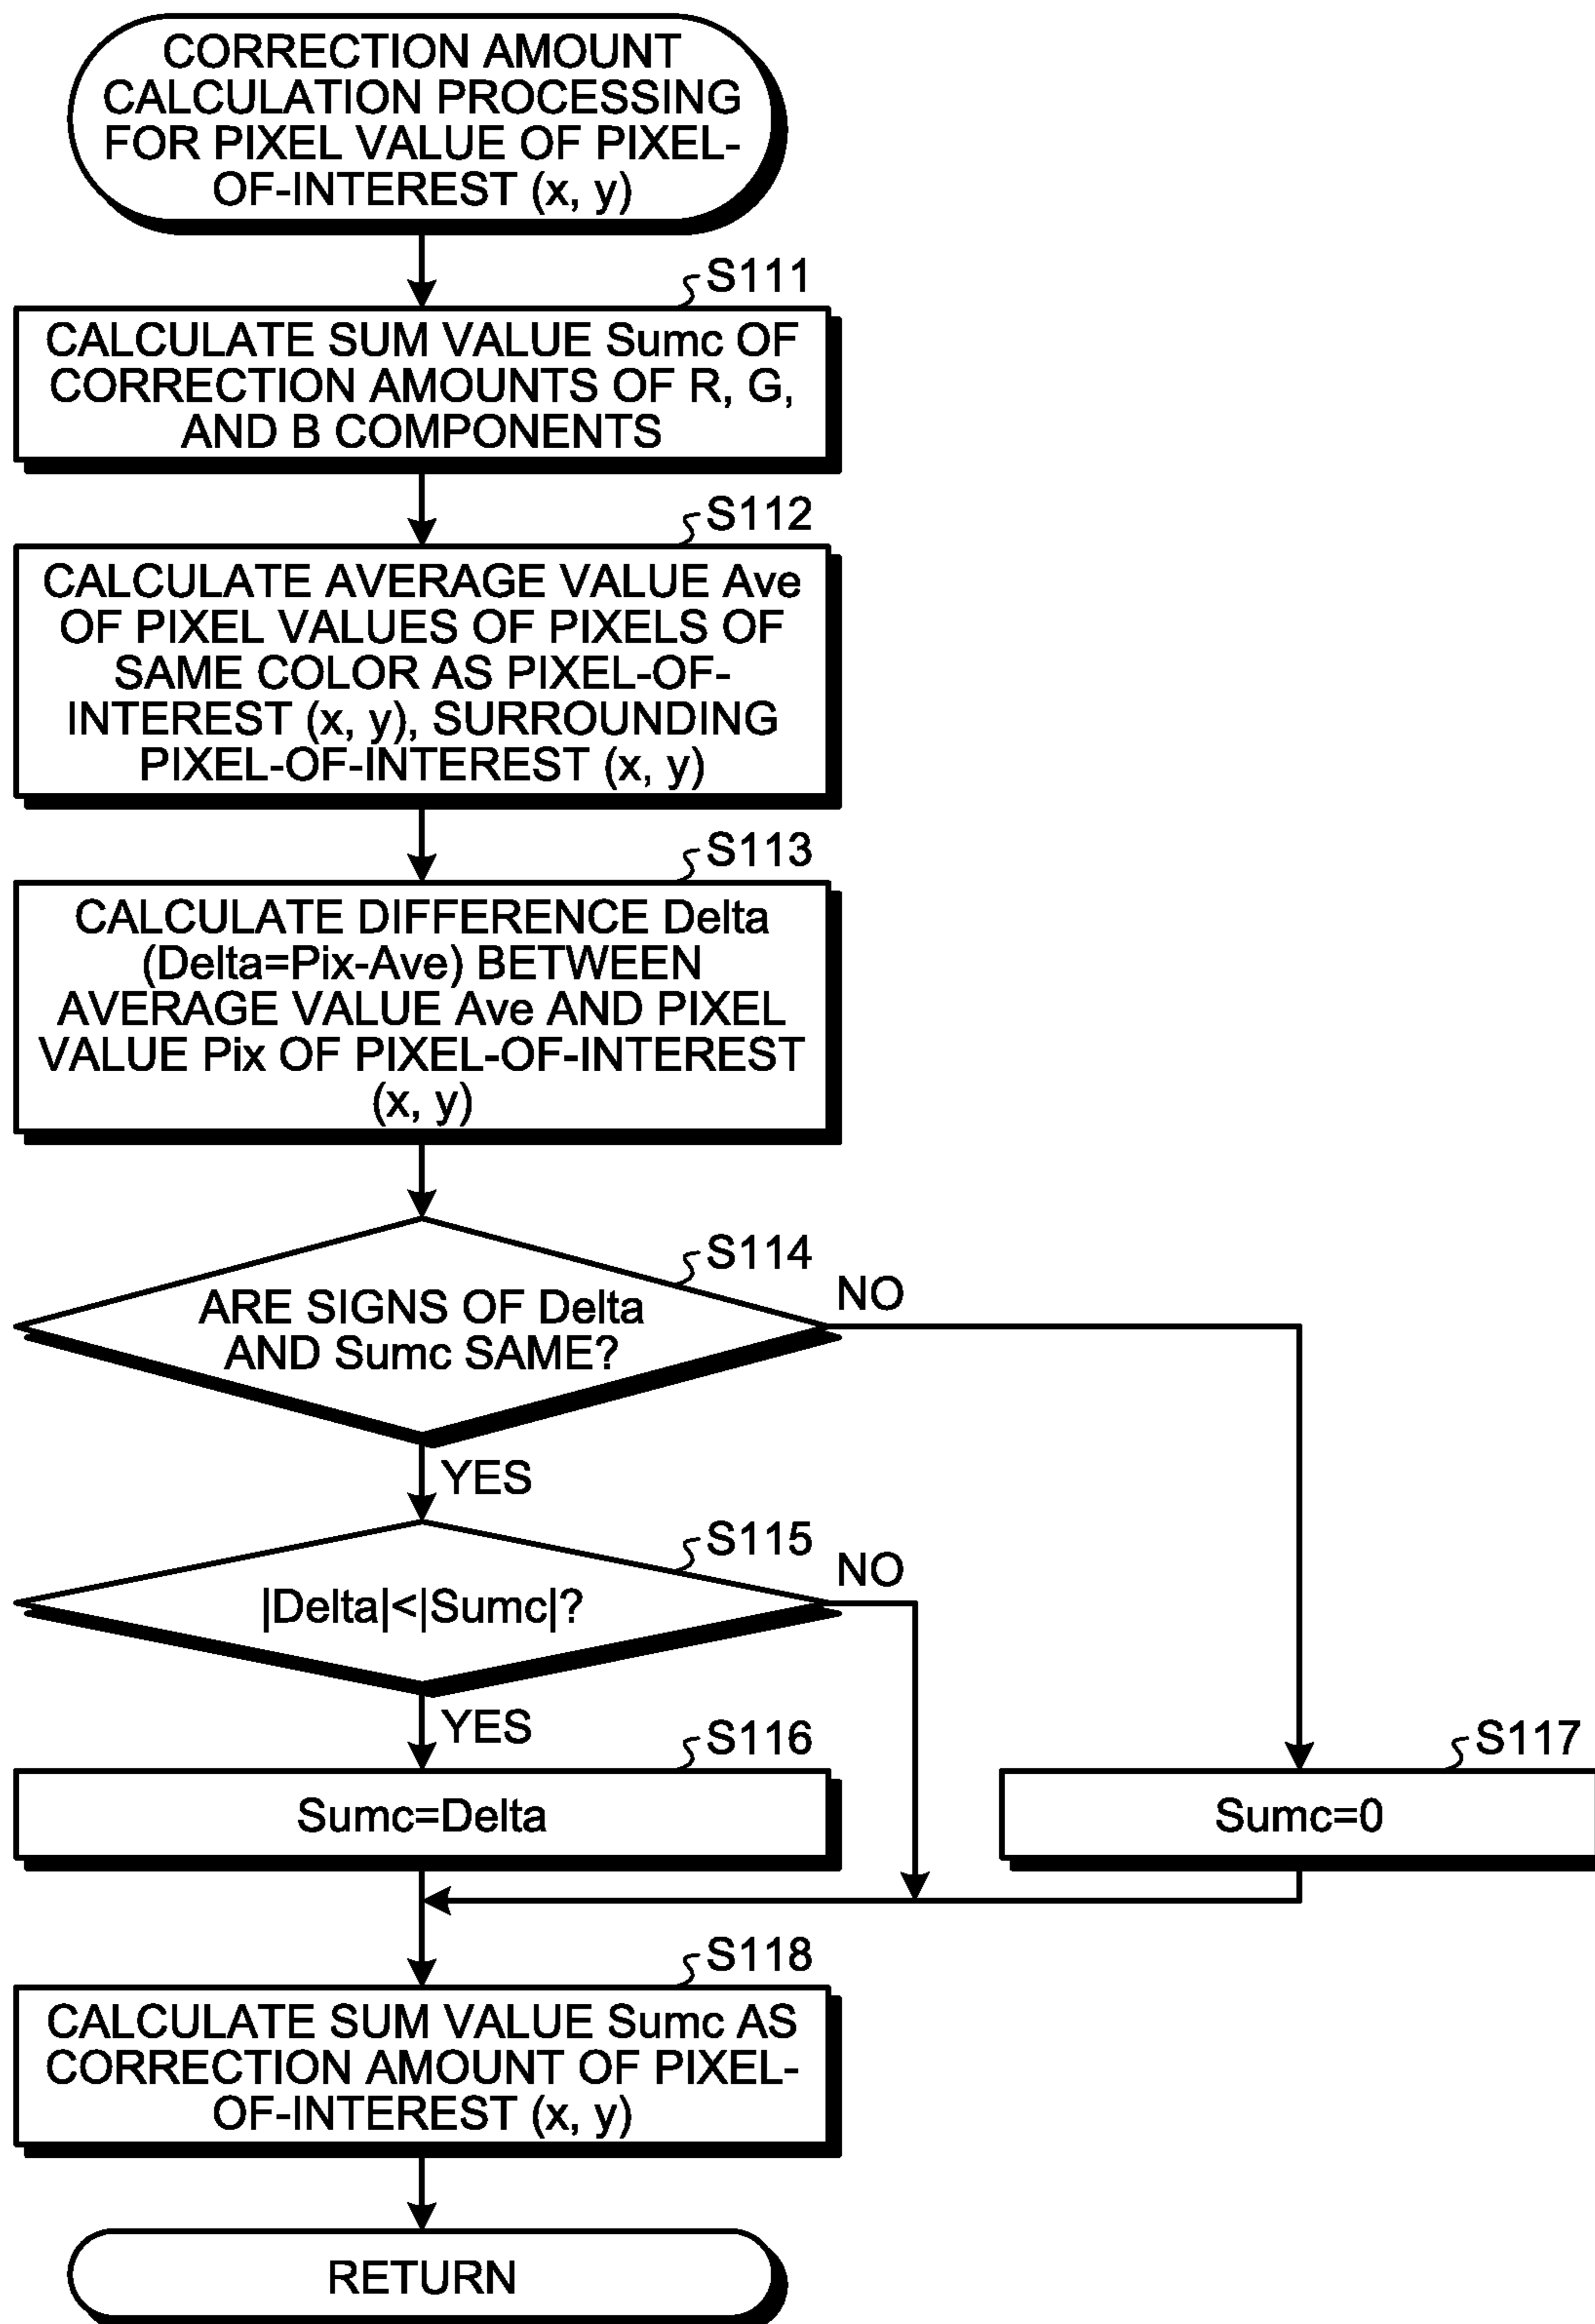 CORRECTION AMOUNT
CALCULATION PROCESSING
FOR PIXEL VALUE OF PIXEL-
OF-INTEREST (x, y)
S111
CALCULATE SUM VALUE Sumc OF
CORRECTION AMOUNTS OF R, G,
AND B COMPONENTS
S112
CALCULATE AVERAGE VALUE Ave
OF PIXEL VALUES OF PIXELS OF
SAME COLOR AS PIXEL-OF-
INTEREST (x, y), SURROUNDING
PIXEL-OF-INTEREST (x, y)
S113
CALCULATE DIFFERENCE Delta
(Delta=Pix-Ave) BETWEEN
AVERAGE VALUE Ave AND PIXEL
VALUE Pix OF PIXEL-OF-INTEREST
(x, y)
S114
NO
ARE SIGNS OF Delta
AND Sumc SAME?
YES
S115
NO
|Delta|<|Sumc|?
YES
S116
Sumc=Delta
S117
Sumc=0
S118
CALCULATE SUM VALUE Sumc AS
CORRECTION AMOUNT OF PIXEL-
OF-INTEREST (x, y)
RETURN